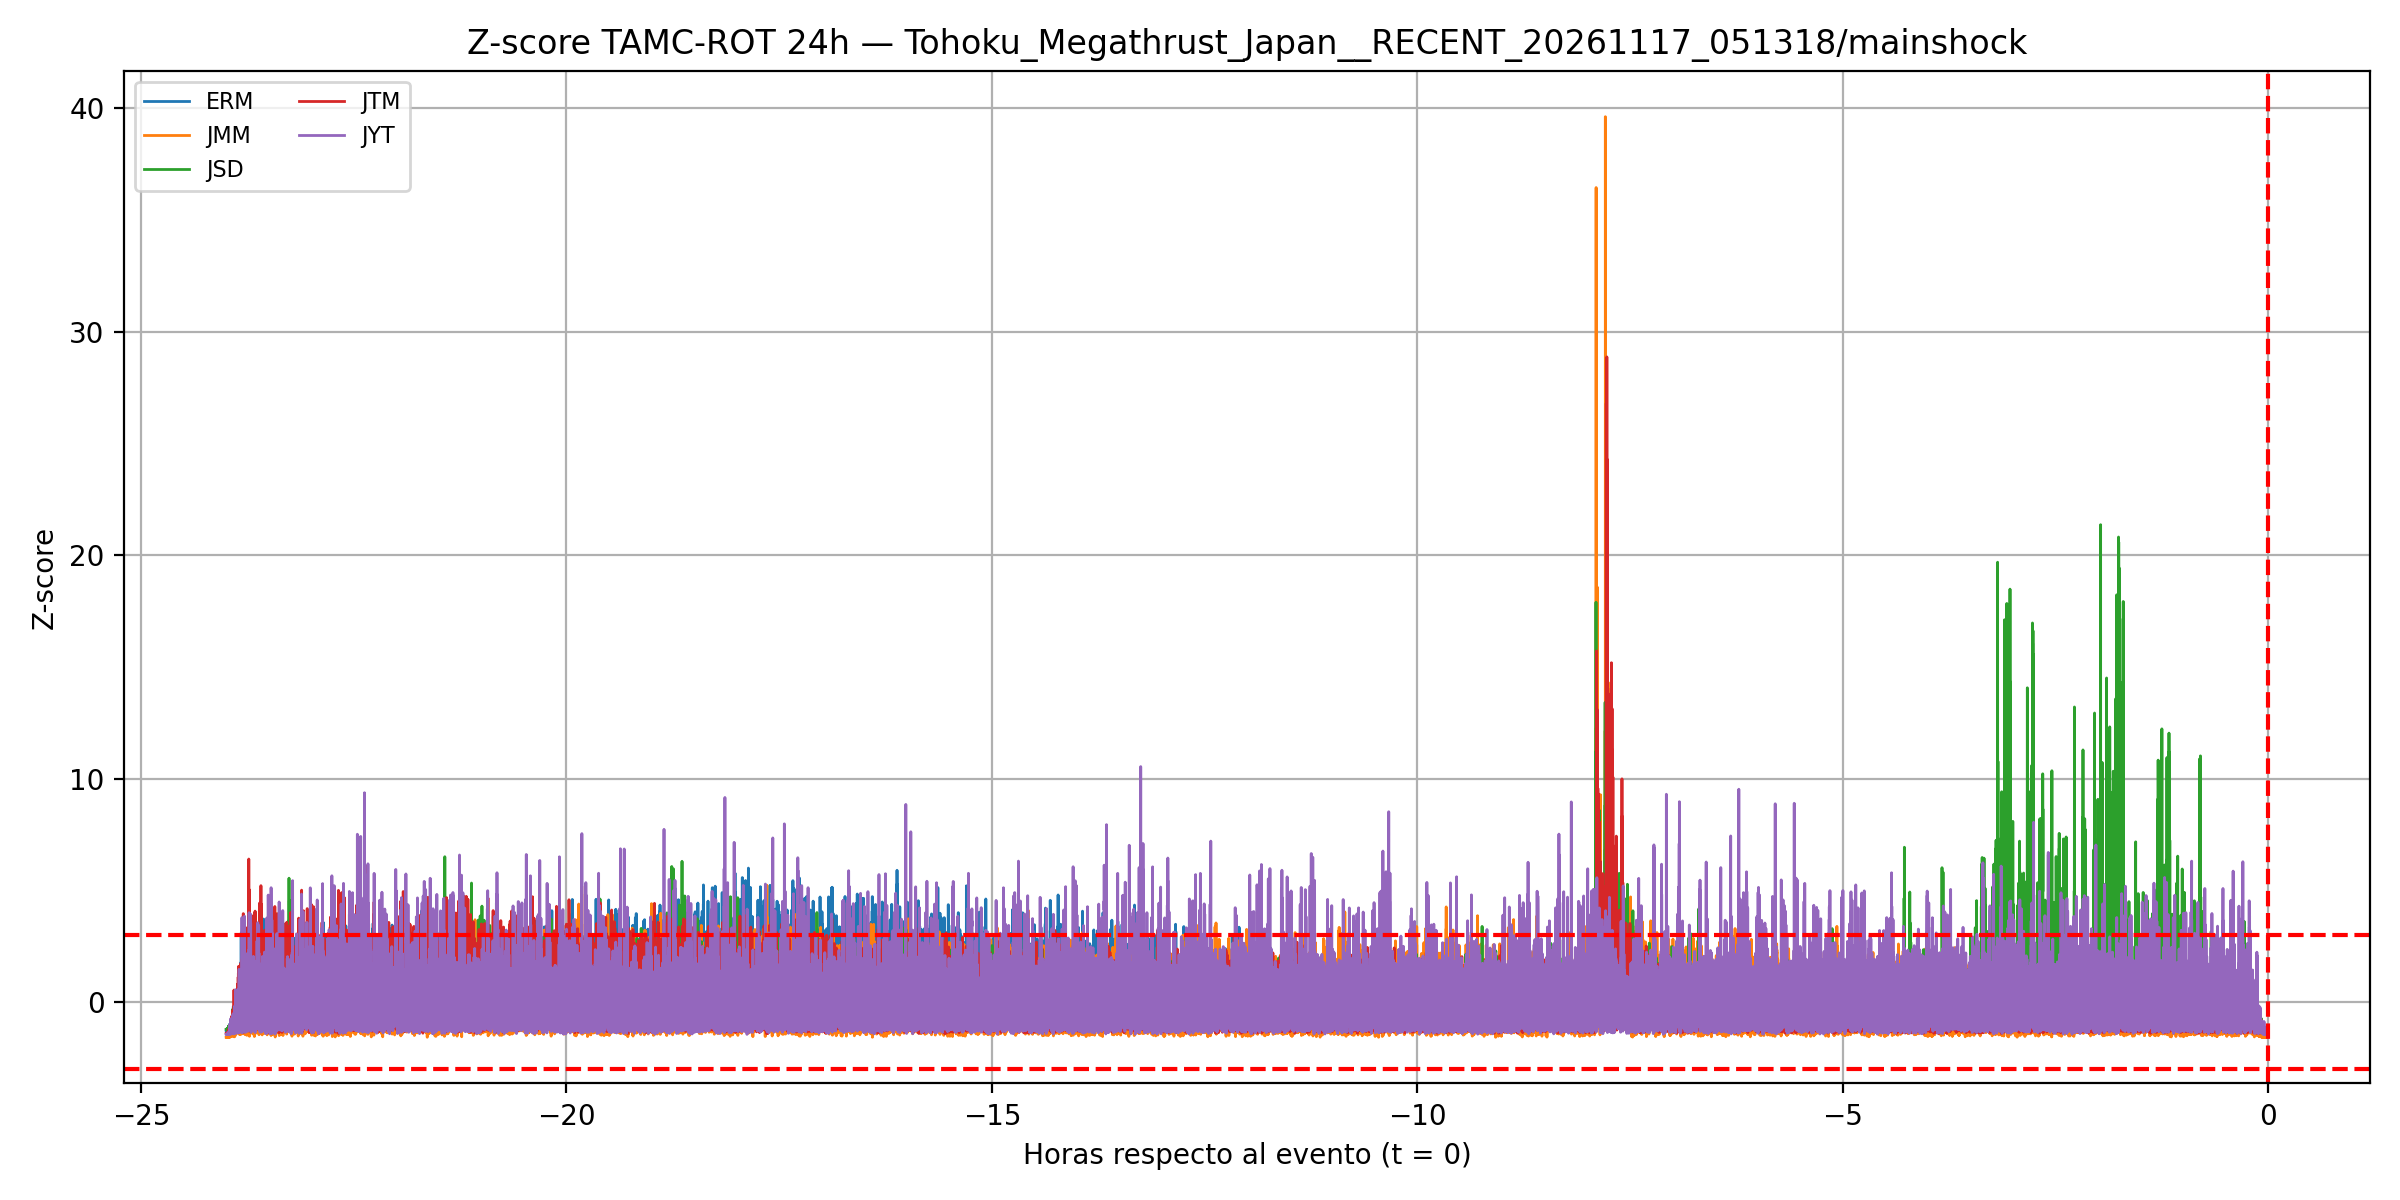 Z-score TAMC-ROT 24h — Tohoku_Megathrust_Japan__RECENT_20261117_051318/mainshock
ERM
JMM
JSD
JTM
JYT
Z-score
40
30
20
10
0
−25
−20
−15
−10
−5
0
Horas respecto al evento (t = 0)